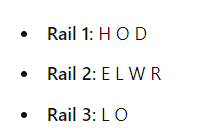 • Rail 1: H O D
• Rail 2: E L W R
• Rail 3: L O